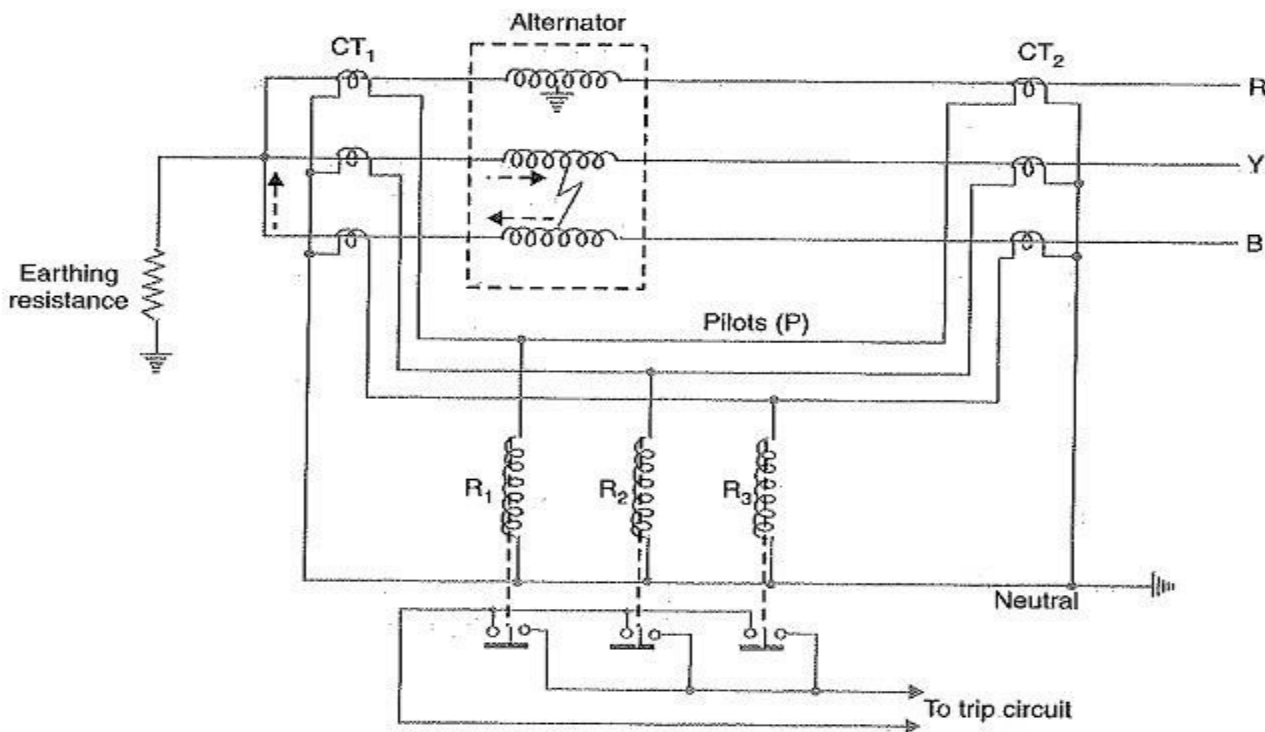 Alternator
CT1
CT2
R
Y
B
Earthing
resistance
Pilots (P)
R1
R2
R3
Neutral
To trip circuit